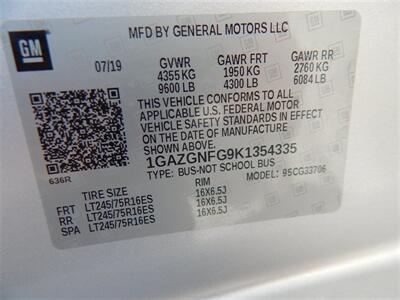 MFD BY GENERAL MOTORS LLC
GM
07/19 GVWR GAWR FRT GAWR RR
4355 KG 1950 KG 2760 KG
9600 LB 4300 LB 6084 LB
THIS VEHICLE CONFORMS TO ALL
APPLICABLE U.S. FEDERAL MOTOR
VEHICLE SAFETY STANDARDS IN EFFECT
ON THE DATE OF MANUFACTURE
SHOWN ABOVE.
1GAZGNFG9K1354335
636R TYPE: BUS-NOT SCHOOL BUS
MODEL: 95CG33706
TIRE SIZE RIM
FRT LT245/75R16ES 16X6.5J
RR LT245/75R16ES 16X6.5J
SPA LT245/75R16ES 16X6.5J